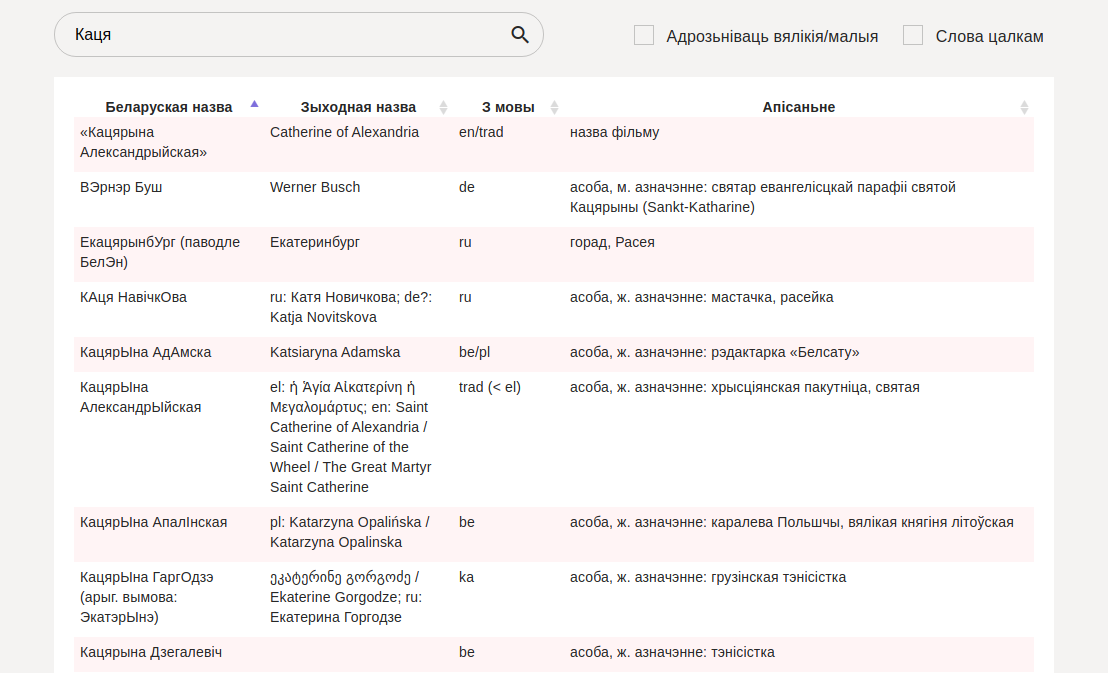 Каця
Адрозьніваць вялікія/малыя
Слова цалкам
Беларуская назва Зыходная назва З мовы Апісаньне
«Кацярына Catherine of Alexandria en/trad назва фільму
Александрыйская»
ВЭрнэр Буш Werner Busch de асоба, м. азначэнне: святар евангелісцкай парафіі святой
Кацярыны (Sankt-Katharine)
ЕкацярынбУрг (паводле Екатеринбург ru горад, Расея
БелЭн)
КАця НавічкОва ru: Катя Новичкова; de?: ru асоба, ж. азначэнне: мастачка, расейка
Katja Novitskova
КацярЫна АдАмска Katsiaryna Adamska be/pl асоба, ж. азначэнне: рэдактарка «Белсату»
КацярЫна el: ἡ Ἁγία Αἰκατερίνη ἡ trad (< el) асоба, ж. азначэнне: хрысціянская пакутніца, святая
АлександрЫйская Μεγαλομάρτυς; en: Saint
Catherine of Alexandria /
Saint Catherine of the
Wheel / The Great Martyr
Saint Catherine
КацярЫна АпалІнская pl: Katarzyna Opalińska / be асоба, ж. азначэнне: каралева Польшчы, вялікая княгіня літоўская
Katarzyna Opalinska
КацярЫна ГаргОдзэ ეკატერინე გორგოძე / ka асоба, ж. азначэнне: грузінская тэнісістка
(арыг. вымова: Ekaterine Gorgodze; ru:
ЭкатэрЫнэ) Екатерина Горгодзе
Кацярына Дзегалевіч be асоба, ж. азначэнне: тэнісістка